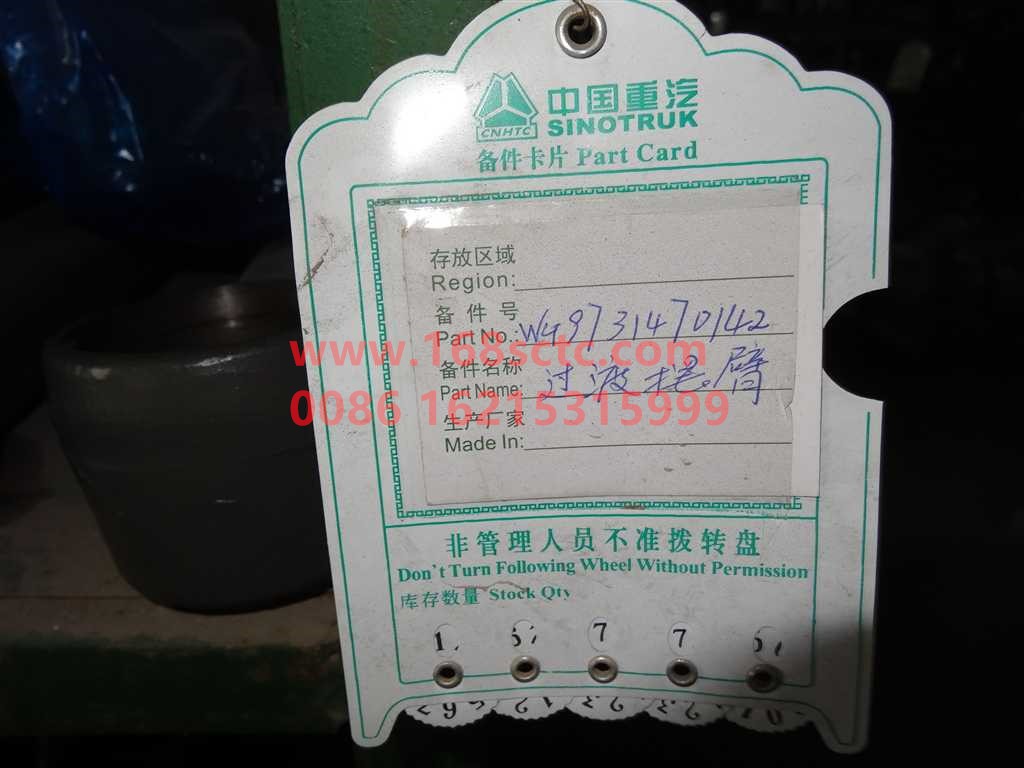 中国重汽
CNHTC SINOTRUK
备件卡片 Part Card
存放区域
Region:
备件号
Part No.: WG9731470142
www.168sctc.com
备件名称
Part Name: 过渡摆臂
0086 16215315999
生产厂家
Made In:
非管理人员不准拨转盘
Don't Turn Following Wheel Without Permission
库存数量 Stock Qty
1 7 7